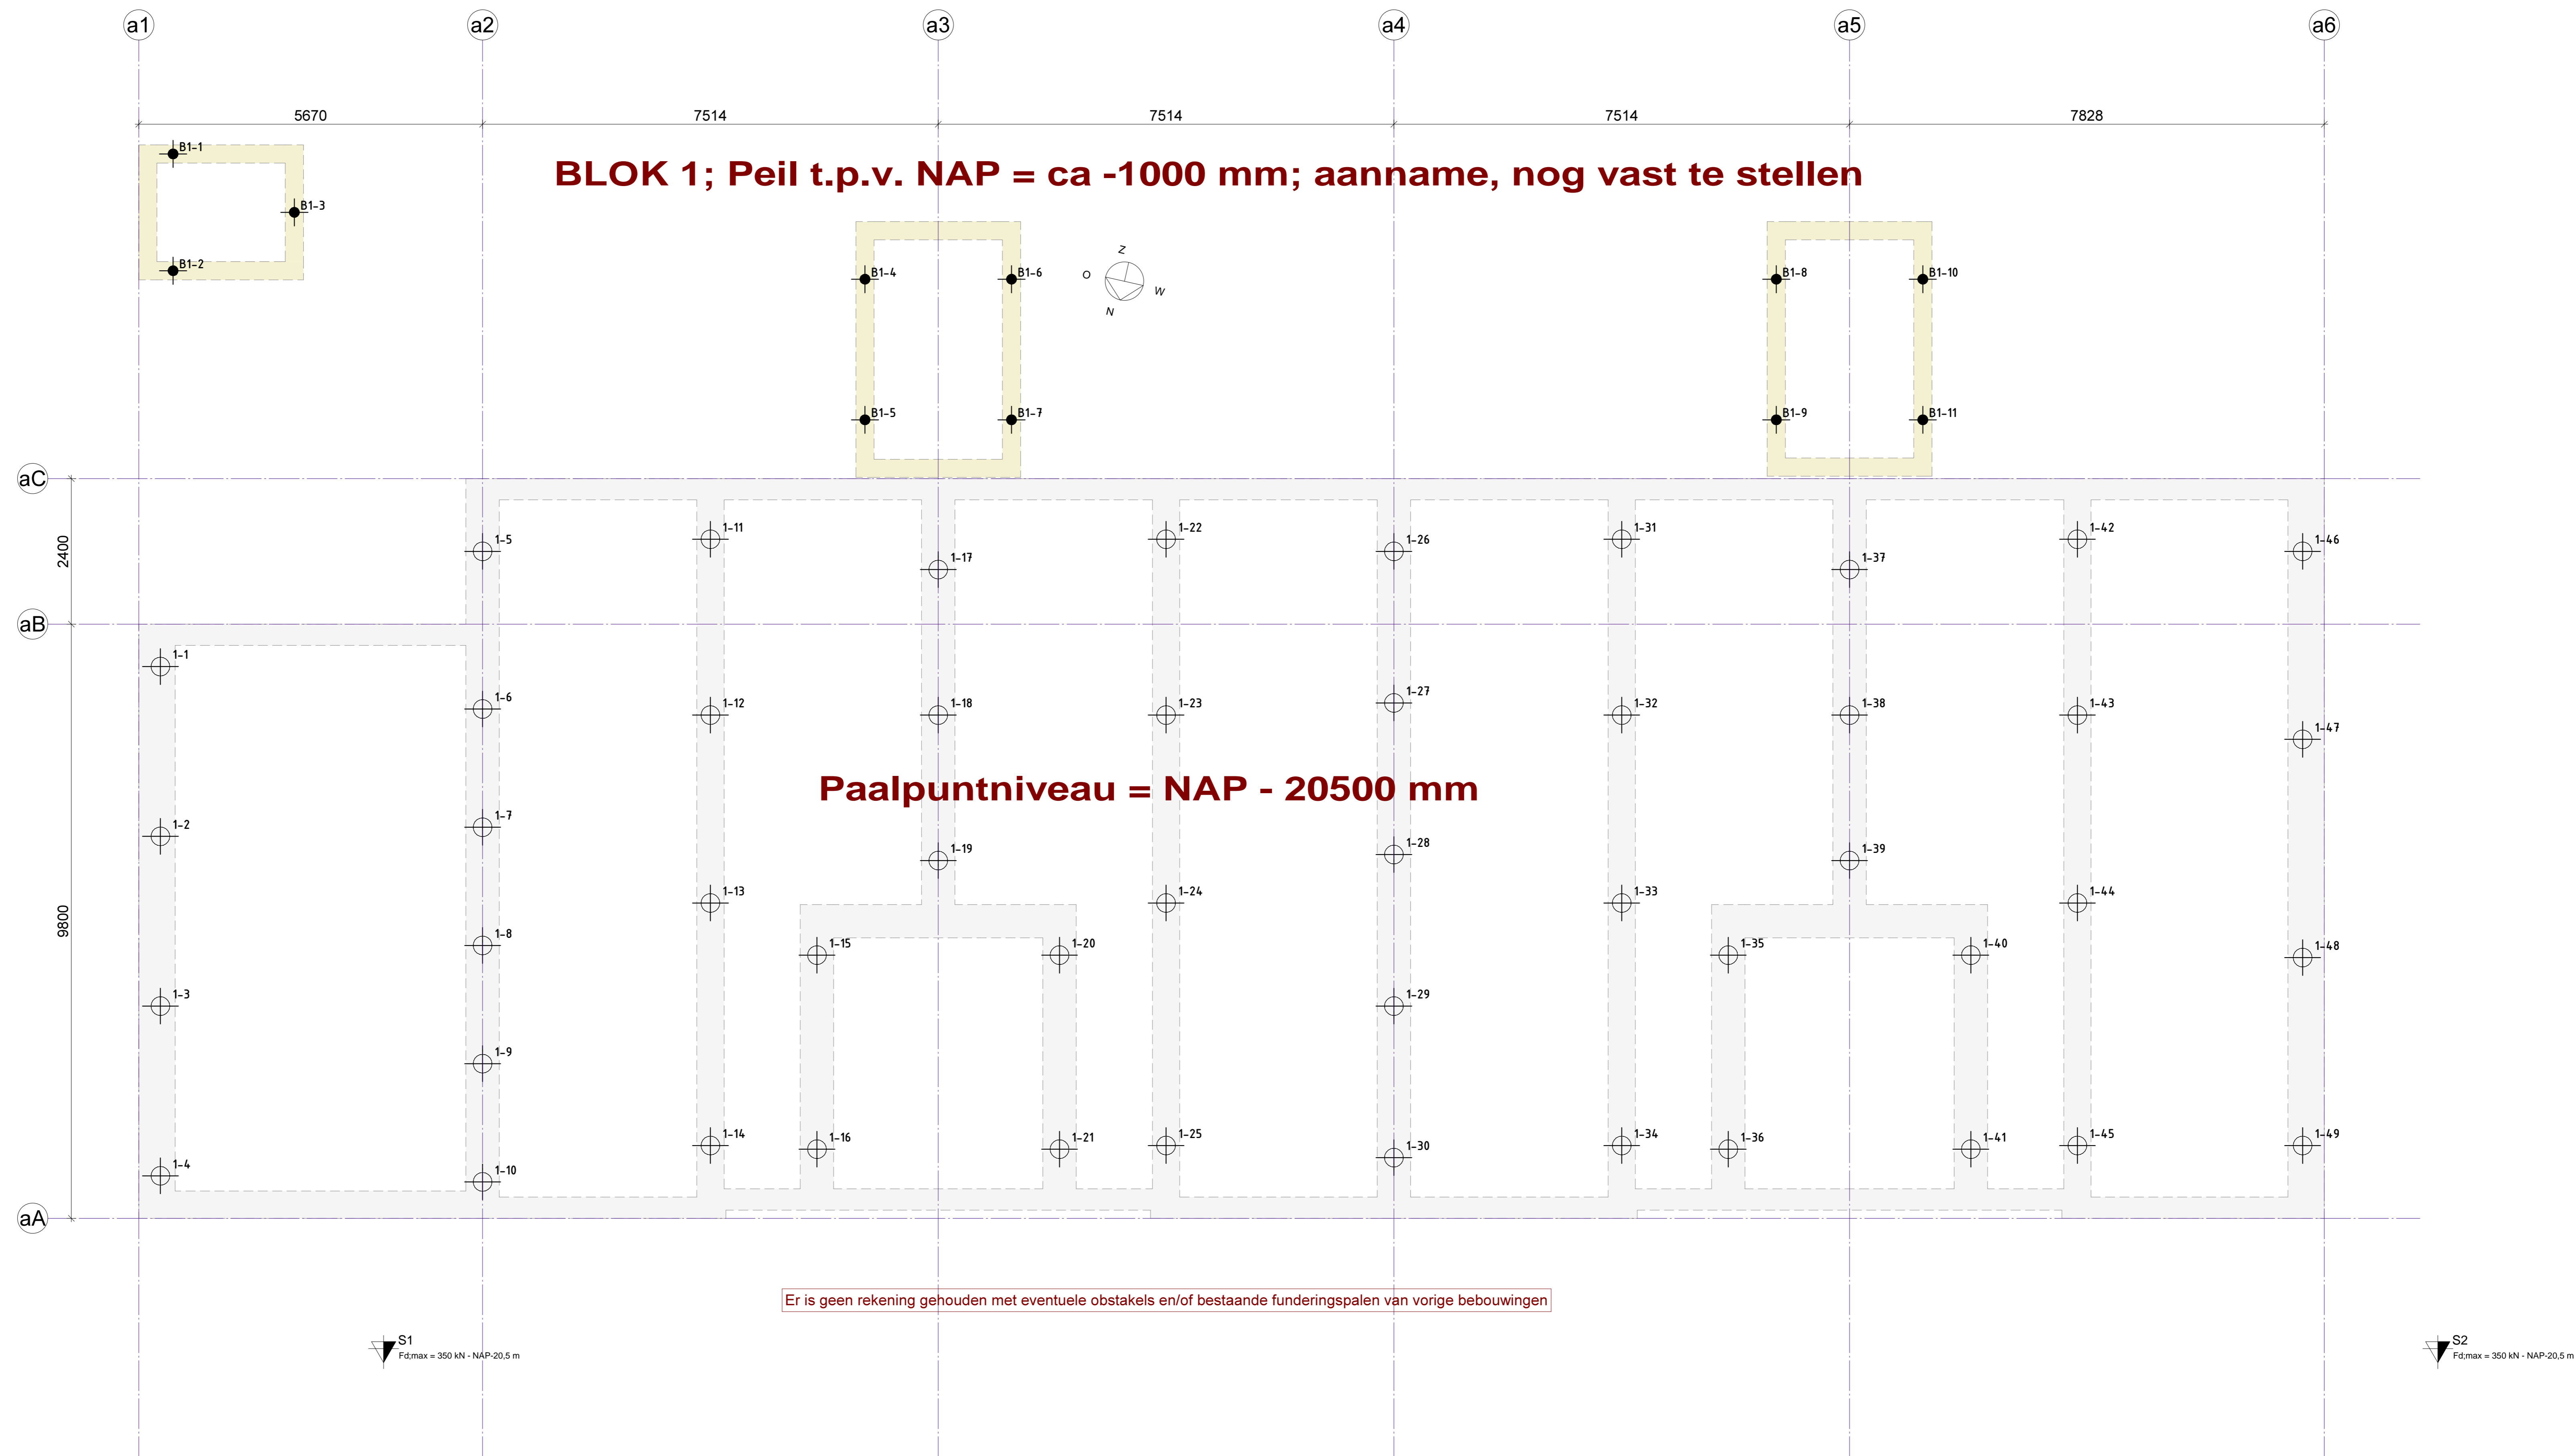 a1 a2 a3 a4 a5 a6
5670 7514 7514 7514 7828
B1-1
BLOK 1; Peil t.p.v. NAP = ca -1000 mm; aanname, nog vast te stellen
B1-3
B1-2
Z
O
W
N
B1-4 B1-6 B1-8 B1-10
B1-5 B1-7 B1-9 B1-11
aC
2400
1-11 1-22 1-31 1-42
1-5 1-26 1-46
1-17 1-37
aB
1-1
1-6 1-27
1-12 1-18 1-23 1-32 1-38 1-43
1-47
Paalpuntniveau = NAP - 20500 mm
1-2 1-7
1-28
1-19 1-39
1-13 1-24 1-33 1-44
9800
1-8
1-15 1-20 1-35 1-40 1-48
1-3 1-29
1-9
1-14 1-25 1-34 1-45 1-49
1-16 1-21 1-36 1-41
1-30
1-4 1-10
aA
Er is geen rekening gehouden met eventuele obstakels en/of bestaande funderingspalen van vorige bebouwingen
S1
Fd;max = 350 kN - NAP-20,5 m
S2
Fd;max = 350 kN - NAP-20,5 m